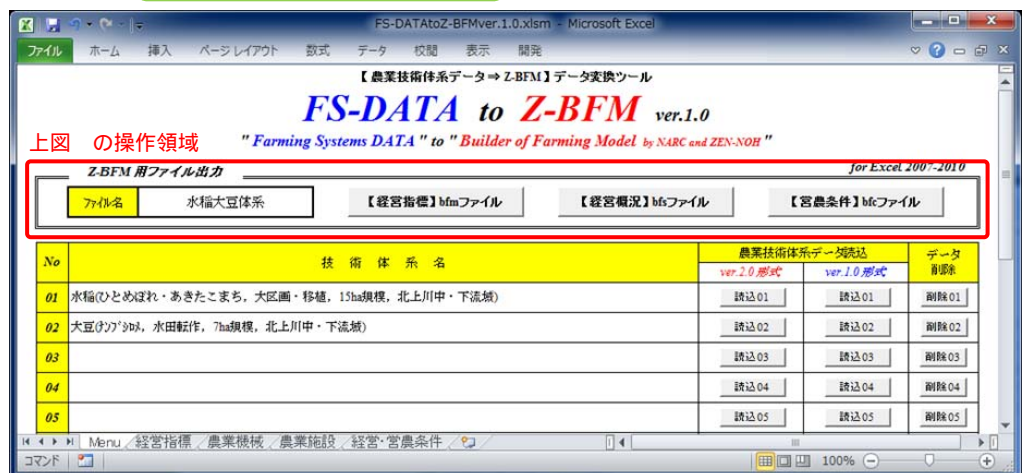 FS-DATAtoZ-BFMver.1.0.xlsm - Microsoft Excel
ファイル ホーム 挿入 ページ レイアウト 数式 データ 校閲 表示 開発
【農業技術体系データ⇒Z-BFM】データ変換ツール
FS-DATA to Z-BFM ver.1.0
"Farming Systems DATA" to "Builder of Farming Model by NARC and ZEN-NOH"
上図 の操作領域
Z-BFM用ファイル出力 for Excel 2007-2010
ファイル名 水稲大豆体系 【経営指標】bfmファイル 【経営概況】bfsファイル 【営農条件】bfcファイル
No 技 術 体 系 名 農業技術体系データ読込 データ削除
ver.2.0形式 ver.1.0形式
01 水稲(ひとめぼれ・あきたこまち，大区画・移植，15ha規模，北上川中・下流域) 読込01 読込01 削除01
02 大豆(ﾅﾝﾌﾞｼﾛﾒ，水田転作，7ha規模，北上川中・下流域) 読込02 読込02 削除02
03 読込03 読込03 削除03
04 読込04 読込04 削除04
05 読込05 読込05 削除05
Menu 経営指標 農業機械 農業施設 経営・営農条件
コマンド 100%